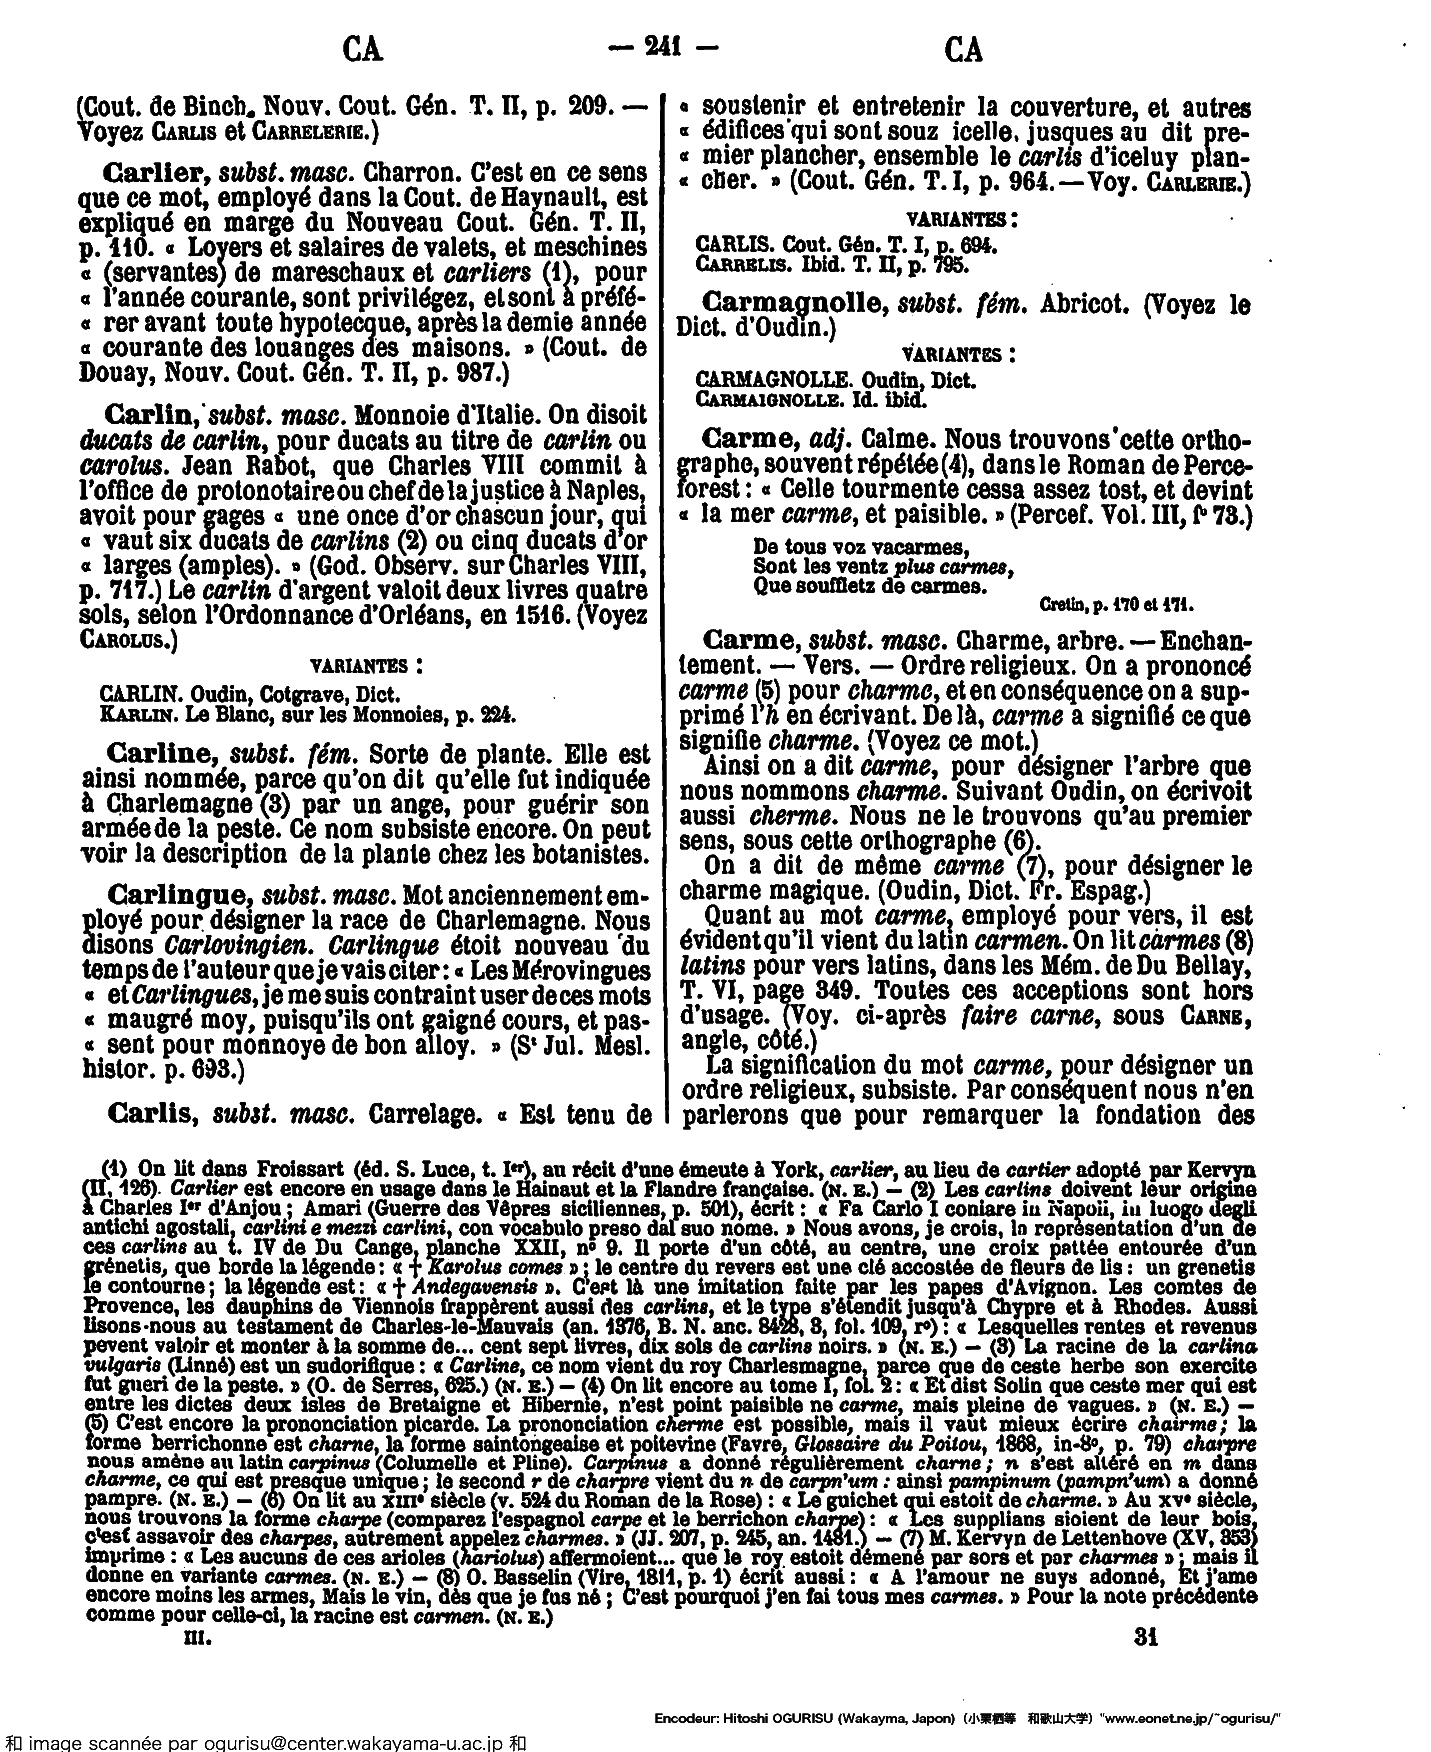 CA — 241 — CA
(Cout. de Binch. Nouv. Cout. Gén. T. II, p. 209. —
Voyez CARLIS et CARRELERIE.)
Carlier, subst. masc. Charron. C'est en ce sens
que ce mot, employé dans la Cout. de Haynault, est
expliqué en marge du Nouveau Cout. Gén. T. II,
p. 110. « Loyers et salaires de valets, et meschines
« (servantes) de mareschaux et carliers (1), pour
« l'année courante, sont privilégez, et sont à préfé-
« rer avant toute hypotecque, après la demie année
« courante des louanges des maisons. » (Cout. de
Douay, Nouv. Cout. Gén. T. II, p. 987.)
Carlin, subst. masc. Monnoie d'Italie. On disoit
ducats de carlin, pour ducats au titre de carlin ou
carolus. Jean Rabot, que Charles VIII commit à
l'office de protonotaire ou chef de la justice à Naples,
avoit pour gages « une once d'or chascun jour, qui
« vaut six ducats de carlins (2) ou cinq ducats d'or
« larges (amples). » (God. Observ. sur Charles VIII,
p. 717.) Le carlin d'argent valoit deux livres quatre
sols, selon l'Ordonnance d'Orléans, en 1516. (Voyez
CAROLUS.)
VARIANTES :
CARLIN. Oudin, Cotgrave, Dict.
KARLIN. Le Blanc, sur les Monnoies, p. 224.
Carline, subst. fém. Sorte de plante. Elle est
ainsi nommée, parce qu'on dit qu'elle fut indiquée
à Charlemagne (3) par un ange, pour guérir son
armée de la peste. Ce nom subsiste encore. On peut
voir la description de la plante chez les botanistes.
Carlingue, subst. masc. Mot anciennement em-
ployé pour désigner la race de Charlemagne. Nous
disons Carlovingien. Carlingue étoit nouveau du
temps de l'auteur que je vais citer : « Les Mérovingues
« et Carlingues, je me suis contraint user de ces mots
« maugré moy, puisqu'ils ont gaigné cours, et pas-
« sent pour monnoye de bon alloy. » (St Jul. Mesl.
histor. p. 693.)
Carlis, subst. masc. Carrelage. « Est tenu de
« soustenir et entretenir la couverture, et autres
« édifices qui sont souz icelle, jusques au dit pre-
« mier plancher, ensemble le carlis d'iceluy plan-
« cher. » (Cout. Gén. T. I, p. 964. — Voy. CARLERIE.)
VARIANTES :
CARLIS. Cout. Gén. T. I, p. 694.
CARRELIS. Ibid. T. II, p. 795.
Carmagnolle, subst. fém. Abricot. (Voyez le
Dict. d'Oudin.)
VARIANTES :
CARMAGNOLLE. Oudin, Dict.
CARMAIGNOLLE. Id. ibid.
Carme, adj. Calme. Nous trouvons cette ortho-
graphe, souvent répétée (4), dans le Roman de Perce-
forest : « Celle tourmente cessa assez tost, et devint
« la mer carme, et paisible. » (Percef. Vol. III, f° 73.)
De tous voz vacarmes,
Sont les ventz plus carmes,
Que souffletz de carmes.
Cretin, p. 170 et 171.
Carme, subst. masc. Charme, arbre. — Enchan-
tement. — Vers. — Ordre religieux. On a prononcé
carme (5) pour charme, et en conséquence on a sup-
primé l'h en écrivant. De là, carme a signifié ce que
signifie charme. (Voyez ce mot.)
Ainsi on a dit carme, pour désigner l'arbre que
nous nommons charme. Suivant Oudin, on écrivoit
aussi cherme. Nous ne le trouvons qu'au premier
sens, sous cette orthographe (6).
On a dit de même carme (7), pour désigner le
charme magique. (Oudin, Dict. Fr. Espag.)
Quant au mot carme, employé pour vers, il est
évident qu'il vient du latin carmen. On lit carmes (8)
latins pour vers latins, dans les Mém. de Du Bellay,
T. VI, page 349. Toutes ces acceptions sont hors
d'usage. (Voy. ci-après faire carne, sous CARNE,
angle, côté.)
La signification du mot carme, pour désigner un
ordre religieux, subsiste. Par conséquent nous n'en
parlerons que pour remarquer la fondation des
(1) On lit dans Froissart (éd. S. Luce, t. Ier), au récit d'une émeute à York, carlier, au lieu de cartier adopté par Kervyn
(II, 126). Carlier est encore en usage dans le Hainaut et la Flandre française. (N. E.) — (2) Les carlins doivent leur origine
à Charles Ier d'Anjou ; Amari (Guerre des Vêpres siciliennes, p. 501), écrit : « Fa Carlo I coniare in Napoii, in luogo degli
antichi agostali, carlini e mezzi carlini, con vocabulo preso dal suo nome. » Nous avons, je crois, la représentation d'un de
ces carlins au t. IV de Du Cange, planche XXII, n° 9. Il porte d'un côté, au centre, une croix pattée entourée d'un
grénetis, que borde la légende : « † Karolus comes » ; le centre du revers est une clé accostée de fleurs de lis : un grenetis
le contourne ; la légende est : « † Andegavensis ». C'est là une imitation faite par les papes d'Avignon. Les comtes de
Provence, les dauphins de Viennois frappèrent aussi des carlins, et le type s'étendit jusqu'à Chypre et à Rhodes. Aussi
lisons-nous au testament de Charles-le-Mauvais (an. 1376, B. N. anc. 8428, 3, fol. 109, r°) : « Lesquelles rentes et revenus
pevent valoir et monter à la somme de... cent sept livres, dix sols de carlins noirs. » (N. E.) — (3) La racine de la carlina
vulgaris (Linné) est un sudorifique : « Carline, ce nom vient du roy Charlesmagne, parce que de ceste herbe son exercite
fut gueri de la peste. » (O. de Serres, 625.) (N. E.) — (4) On lit encore au tome I, fol. 2 : « Et dist Solin que ceste mer qui est
entre les dictes deux isles de Bretaigne et Hibernie, n'est point paisible ne carme, mais pleine de vagues. » (N. E.) —
(5) C'est encore la prononciation picarde. La prononciation cherme est possible, mais il vaut mieux écrire chairme ; la
forme berrichonne est charne, la forme saintongeaise et poitevine (Favre, Glossaire du Poitou, 1868, in-8°, p. 79) charpre
nous amène au latin carpinus (Columelle et Pline). Carpinus a donné régulièrement charne ; n s'est altéré en m dans
charme, ce qui est presque unique ; le second r de charpre vient du n de carpn'um : ainsi pampinum (pampn'um) a donné
pampre. (N. E.) — (6) On lit au XIIIe siècle (v. 524 du Roman de la Rose) : « Le guichet qui estoit de charme. » Au XVe siècle,
nous trouvons la forme charpe (comparez l'espagnol carpe et le berrichon charpe) : « Les supplians sioient de leur bois,
c'est assavoir des charpes, autrement appelez charmes. » (JJ. 207, p. 245, an. 1481.) — (7) M. Kervyn de Lettenhove (XV, 353)
imprime : « Les aucuns de ces arioles (hariolus) affermoient... que le roy estoit démené par sors et par charmes » ; mais il
donne en variante carmes. (N. E.) — (8) O. Basselin (Vire, 1811, p. 1) écrit aussi : « A l'amour ne suys adonné, Et j'ame
encore moins les armes, Mais le vin, dès que je fus né ; C'est pourquoi j'en fai tous mes carmes. » Pour la note précédente
comme pour celle-ci, la racine est carmen. (N. E.)
III. 31
Encodeur: Hitoshi OGURISU (Wakayma, Japon) (小栗栖等 和歌山大学) "www.eonet.ne.jp/~ogurisu/"
和 image scannée par ogurisu@center.wakayama-u.ac.jp 和